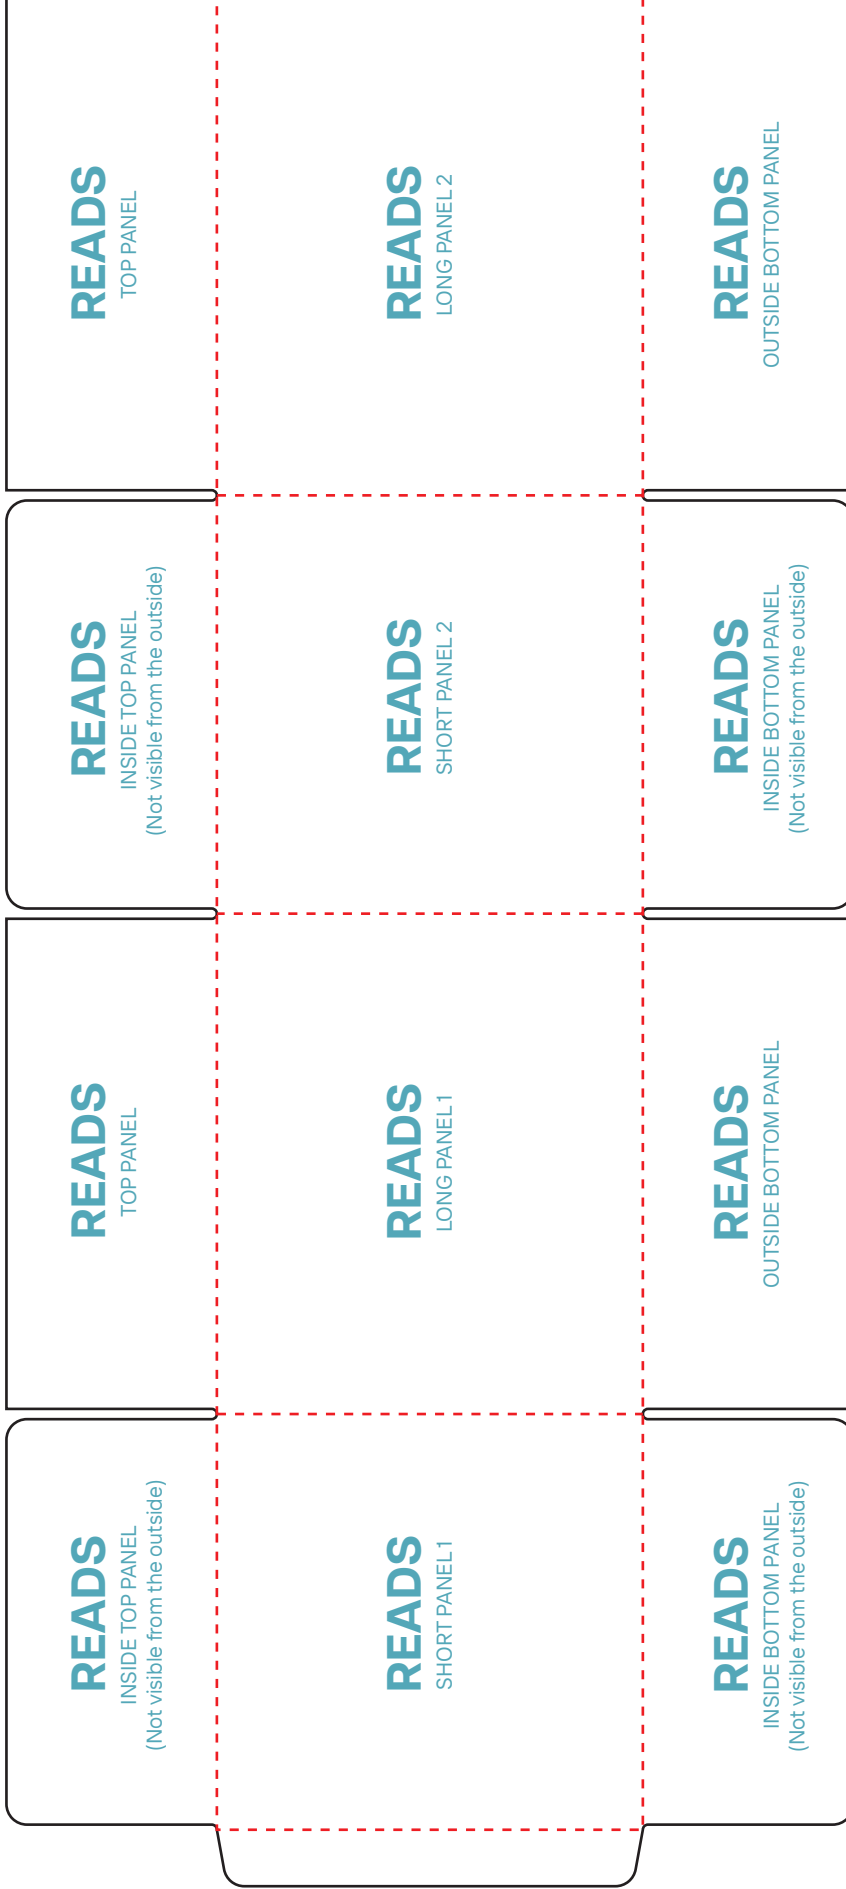 READS
INSIDE TOP PANEL
(Not visible from the outside)
READS
TOP PANEL
READS
INSIDE TOP PANEL
(Not visible from the outside)
READS
TOP PANEL
READS
SHORT PANEL 1
READS
LONG PANEL 1
READS
SHORT PANEL 2
READS
LONG PANEL 2
READS
INSIDE BOTTOM PANEL
(Not visible from the outside)
READS
OUTSIDE BOTTOM PANEL
READS
INSIDE BOTTOM PANEL
(Not visible from the outside)
READS
OUTSIDE BOTTOM PANEL